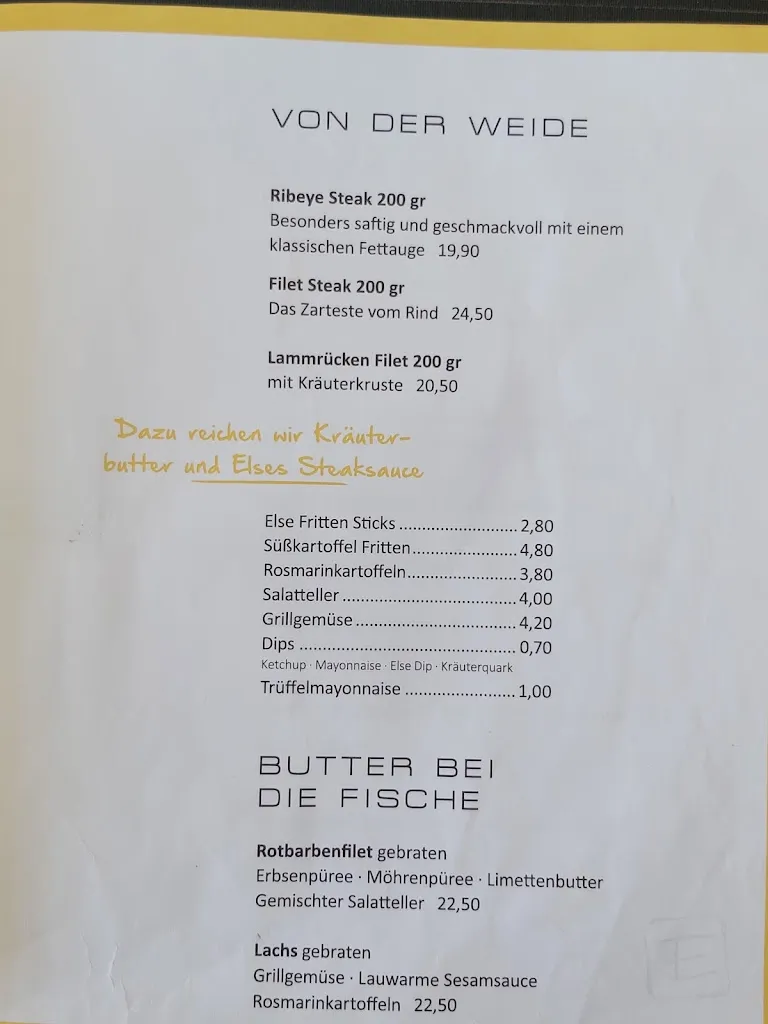 VON DER WEIDE
Ribeye Steak 200 gr
Besonders saftig und geschmackvoll mit einem
klassischen Fettauge 19,90
Filet Steak 200 gr
Das Zarteste vom Rind 24,50
Lammrücken Filet 200 gr
mit Kräuterkruste 20,50
Dazu reichen wir Kräuter-
butter und Elses Steaksauce
Else Fritten Sticks ........................... 2,80
Süßkartoffel Fritten........................ 4,80
Rosmarinkartoffeln......................... 3,80
Salatteller ........................................ 4,00
Grillgemüse ..................................... 4,20
Dips .................................................. 0,70
Ketchup · Mayonnaise · Else Dip · Kräuterquark
Trüffelmayonnaise ......................... 1,00
BUTTER BEI
DIE FISCHE
Rotbarbenfilet gebraten
Erbsenpüree · Möhrenpüree · Limettenbutter
Gemischter Salatteller 22,50
Lachs gebraten
Grillgemüse · Lauwarme Sesamsauce
Rosmarinkartoffeln 22,50